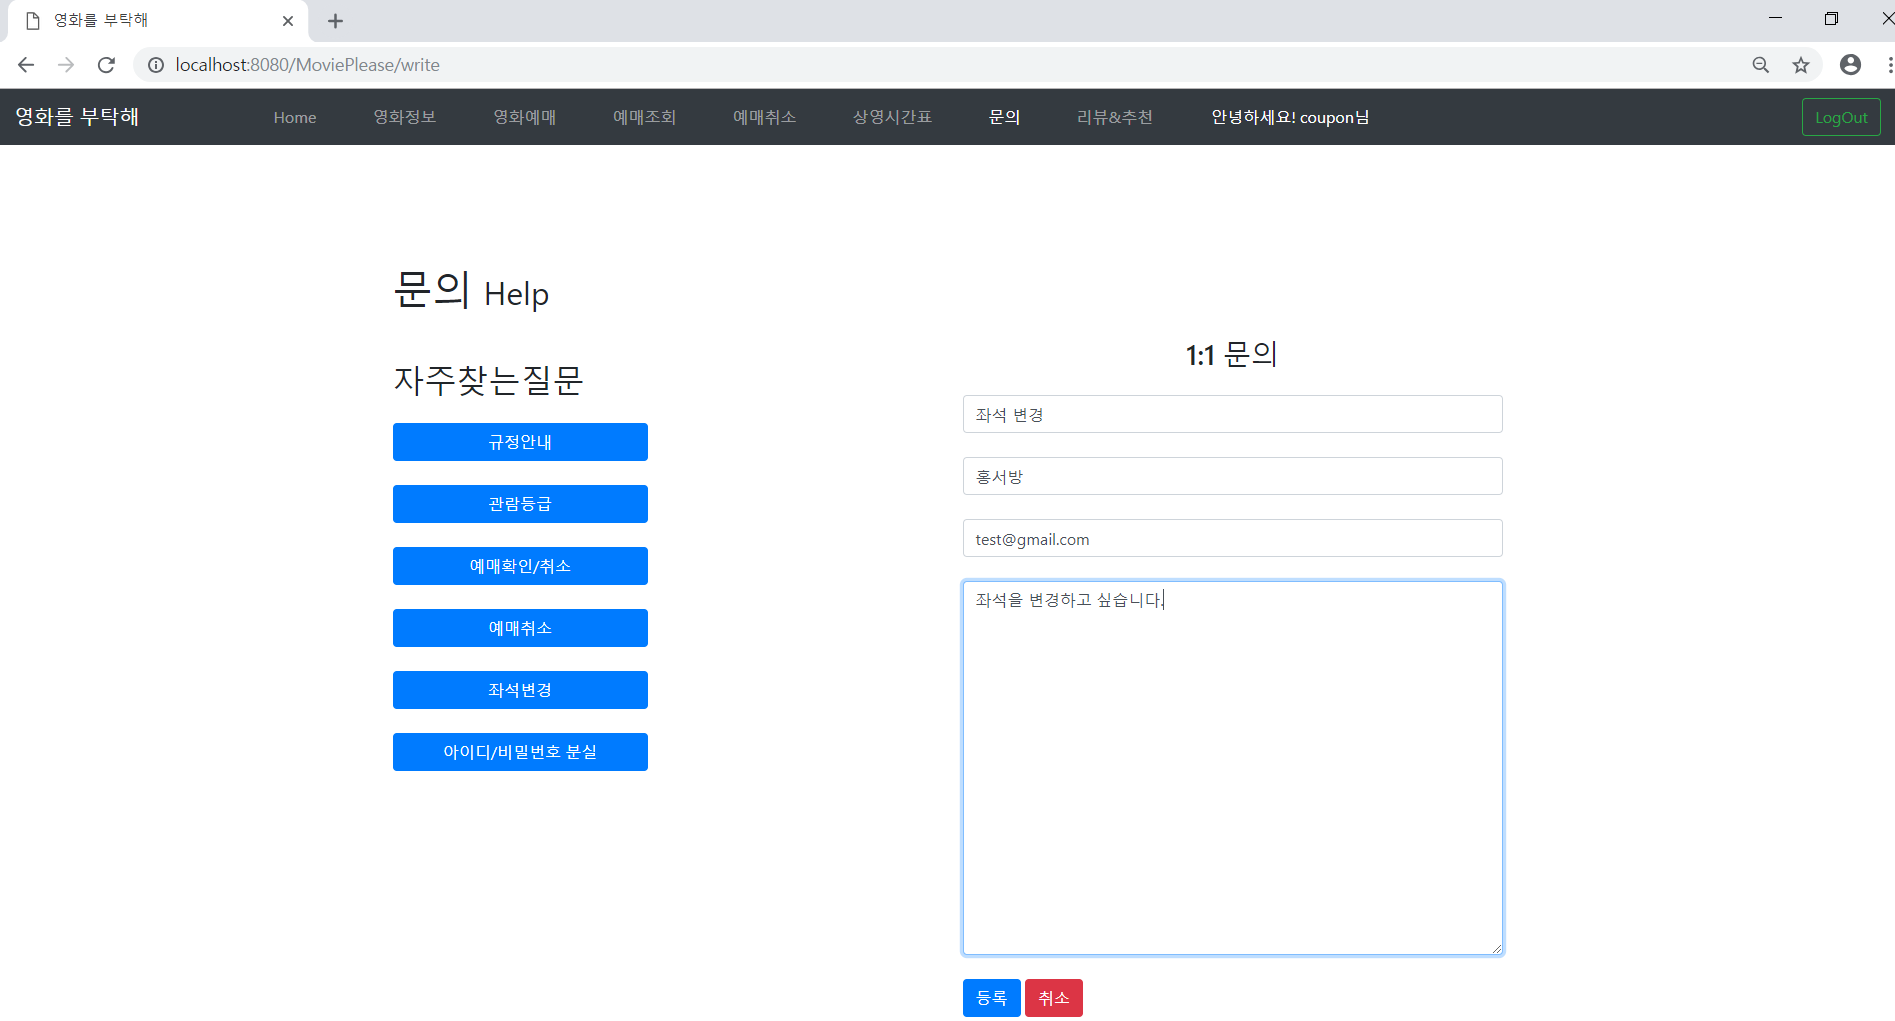 영화를 부탁해
localhost:8080/MoviePlease/write
영화를 부탁해 Home 영화정보 영화예매 예매조회 예매취소 상영시간표 문의 리뷰&추천 안녕하세요! coupon님 LogOut
문의 Help
자주찾는질문
규정안내
관람등급
예매확인/취소
예매취소
좌석변경
아이디/비밀번호 분실
1:1 문의
좌석 변경
홍서방
test@gmail.com
좌석을 변경하고 싶습니다.
등록 취소